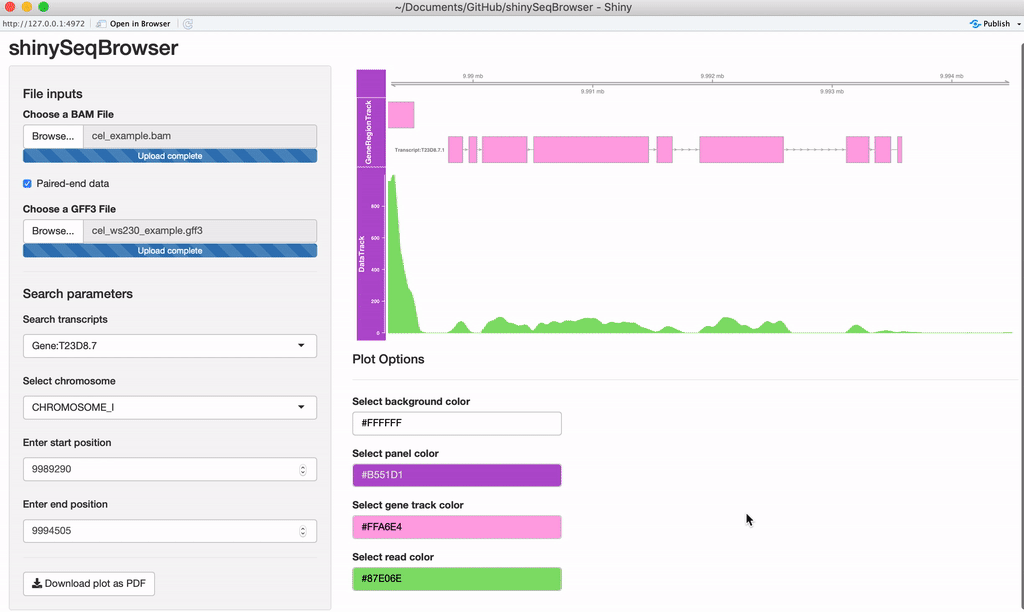 ~/Documents/GitHub/shinySeqBrowser - Shiny
http://127.0.0.1:4972 Open in Browser Publish
shinySeqBrowser
File inputs
Choose a BAM File
Browse... cel_example.bam
Upload complete
Paired-end data
Choose a GFF3 File
Browse... cel_ws230_example.gff3
Upload complete
Search parameters
Search transcripts
Gene:T23D8.7
Select chromosome
CHROMOSOME_I
Enter start position
9989290
Enter end position
9994505
Download plot as PDF
9.99 mb 9.992 mb 9.994 mb
9.991 mb 9.993 mb
GeneRegionTrack
Transcript:T23D8.7.1
DataTrack
800
600
400
200
0
Plot Options
Select background color
#FFFFFF
Select panel color
#B551D1
Select gene track color
#FFA6E4
Select read color
#87E06E